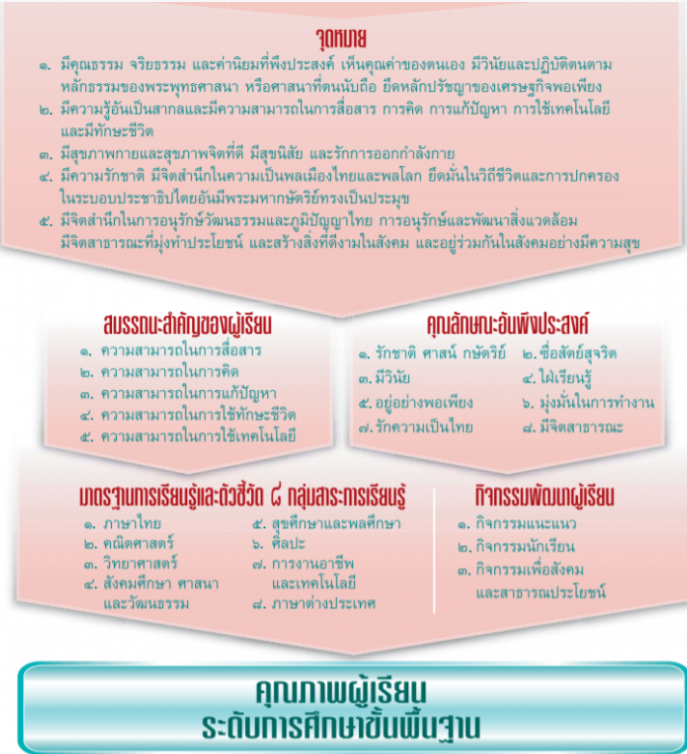 จุดหมาย
๑. มีคุณธรรม จริยธรรม และค่านิยมที่พึงประสงค์ เห็นคุณค่าของตนเอง มีวินัยและปฏิบัติตนตาม
หลักธรรมของพระพุทธศาสนา หรือศาสนาที่ตนนับถือ ยึดหลักปรัชญาของเศรษฐกิจพอเพียง
๒. มีความรู้อันเป็นสากลและมีความสามารถในการสื่อสาร การคิด การแก้ปัญหา การใช้เทคโนโลยี
และมีทักษะชีวิต
๓. มีสุขภาพกายและสุขภาพจิตที่ดี มีสุขนิสัย และรักการออกกำลังกาย
๔. มีความรักชาติ มีจิตสำนึกในความเป็นพลเมืองไทยและพลโลก ยึดมั่นในวิถีชีวิตและการปกครอง
ในระบอบประชาธิปไตยอันมีพระมหากษัตริย์ทรงเป็นประมุข
๕. มีจิตสำนึกในการอนุรักษ์วัฒนธรรมและภูมิปัญญาไทย การอนุรักษ์และพัฒนาสิ่งแวดล้อม
มีจิตสาธารณะที่มุ่งทำประโยชน์ และสร้างสิ่งที่ดีงามในสังคม และอยู่ร่วมกันในสังคมอย่างมีความสุข
สมรรถนะสำคัญของผู้เรียน
๑. ความสามารถในการสื่อสาร
๒. ความสามารถในการคิด
๓. ความสามารถในการแก้ปัญหา
๔. ความสามารถในการใช้ทักษะชีวิต
๕. ความสามารถในการใช้เทคโนโลยี
คุณลักษณะอันพึงประสงค์
๑. รักชาติ ศาสน์ กษัตริย์ ๒. ซื่อสัตย์สุจริต
๓. มีวินัย ๔. ใฝ่เรียนรู้
๕. อยู่อย่างพอเพียง ๖. มุ่งมั่นในการทำงาน
๗. รักความเป็นไทย ๘. มีจิตสาธารณะ
มาตรฐานการเรียนรู้และตัวชี้วัด ๘ กลุ่มสาระการเรียนรู้
๑. ภาษาไทย
๒. คณิตศาสตร์
๓. วิทยาศาสตร์
๔. สังคมศึกษา ศาสนา
และวัฒนธรรม
๕. สุขศึกษาและพลศึกษา
๖. ศิลปะ
๗. การงานอาชีพ
และเทคโนโลยี
๘. ภาษาต่างประเทศ
กิจกรรมพัฒนาผู้เรียน
๑. กิจกรรมแนะแนว
๒. กิจกรรมนักเรียน
๓. กิจกรรมเพื่อสังคม
และสาธารณประโยชน์
คุณภาพผู้เรียน
ระดับการศึกษาขั้นพื้นฐาน